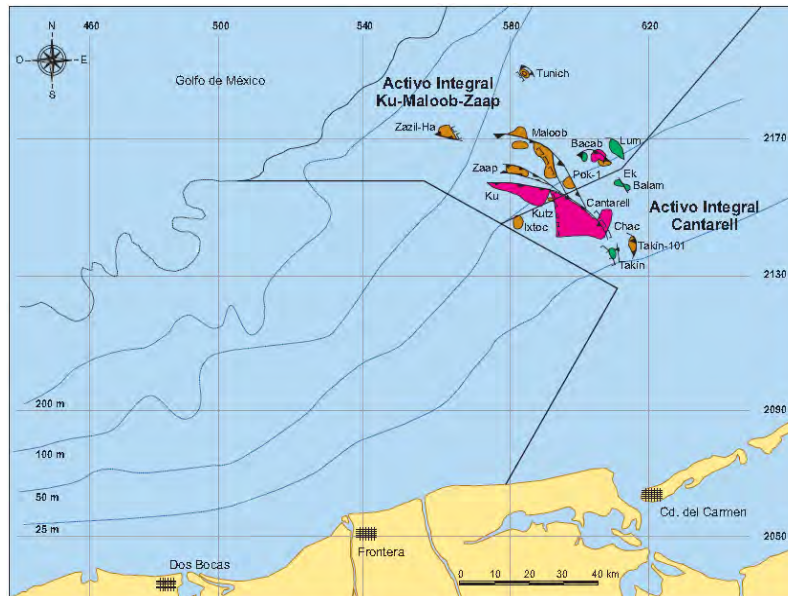 460 500 540 580 620
N
O E
S
Golfo de México
Activo Integral
Ku-Maloob-Zaap
Tunich
Zazil-Ha
Maloob
Bacab
Lum
2170
Zaap
Pok-1
Ek
Balam
Ku
Kutz
Cantarell
Ixtoc
Chac
Activo Integral
Cantarell
Takín-101
Takín
2130
200 m
2090
100 m
50 m
25 m
Cd. del Carmen
2050
Frontera
Dos Bocas
0 10 20 30 40 km